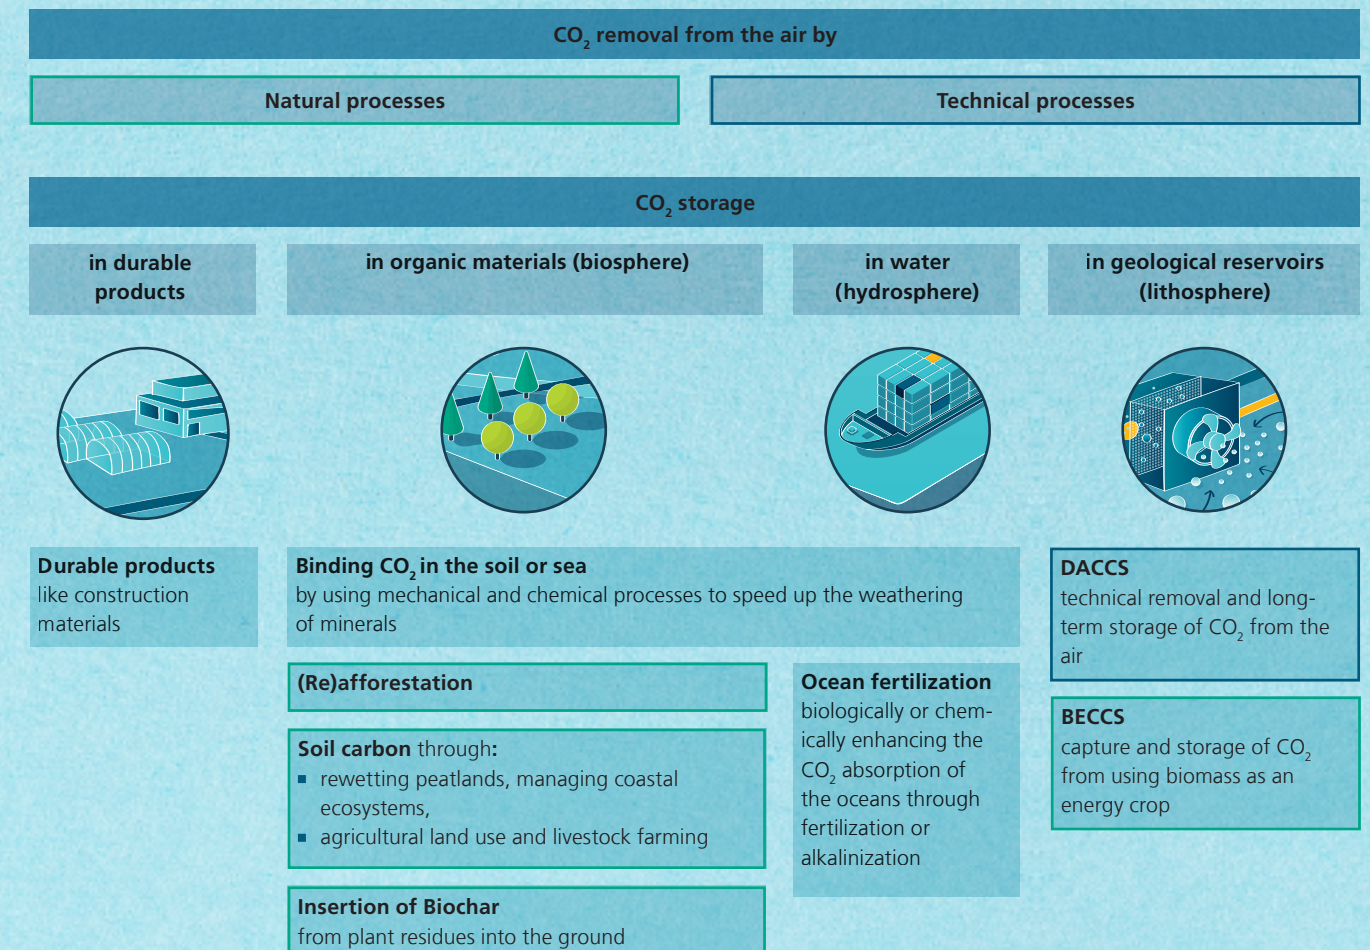 CO₂ removal from the air by
Natural processes
Technical processes
CO₂ storage
in durable
products
in organic materials (biosphere)
in water
(hydrosphere)
in geological reservoirs
(lithosphere)
Durable products
like construction
materials
Binding CO₂ in the soil or sea
by using mechanical and chemical processes to speed up the weathering
of minerals
(Re)afforestation
Soil carbon through:
▪ rewetting peatlands, managing coastal
ecosystems,
▪ agricultural land use and livestock farming
Insertion of Biochar
from plant residues into the ground
Ocean fertilization
biologically or chem-
ically enhancing the
CO₂ absorption of
the oceans through
fertilization or
alkalinization
DACCS
technical removal and long-
term storage of CO₂ from the
air
BECCS
capture and storage of CO₂
from using biomass as an
energy crop